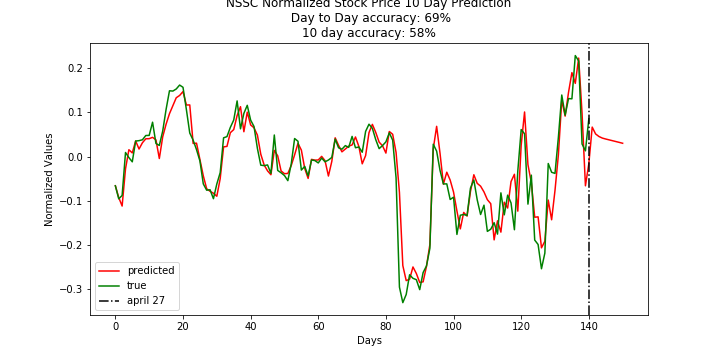 NSSC Normalized Stock Price 10 Day Prediction
Day to Day accuracy: 69%
10 day accuracy: 58%
0.2
0.1
0.0
−0.1
−0.2
−0.3
Normalized Values
predicted
true
april 27
0 20 40 60 80 100 120 140
Days